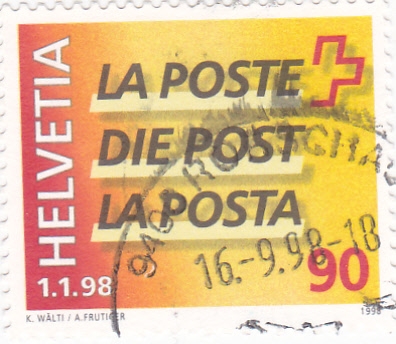 HELVETIA
LA POSTE
DIE POST
LA POSTA
1.1.98
90
K. WÄLTI / A. FRUTIGER
1998
16.-9.98-18